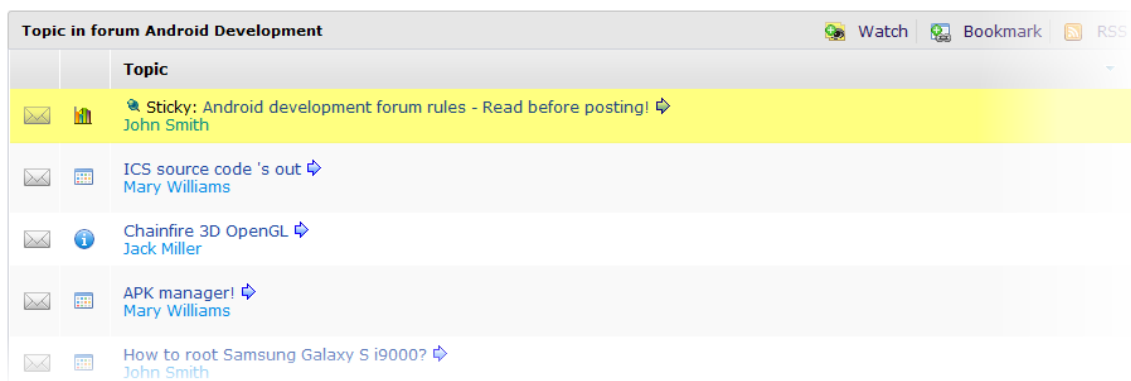 Topic in forum Android Development
Watch
Bookmark
RSS
Topic
Sticky: Android development forum rules - Read before posting!
John Smith
ICS source code 's out
Mary Williams
Chainfire 3D OpenGL
Jack Miller
APK manager!
Mary Williams
How to root Samsung Galaxy S i9000?
John Smith